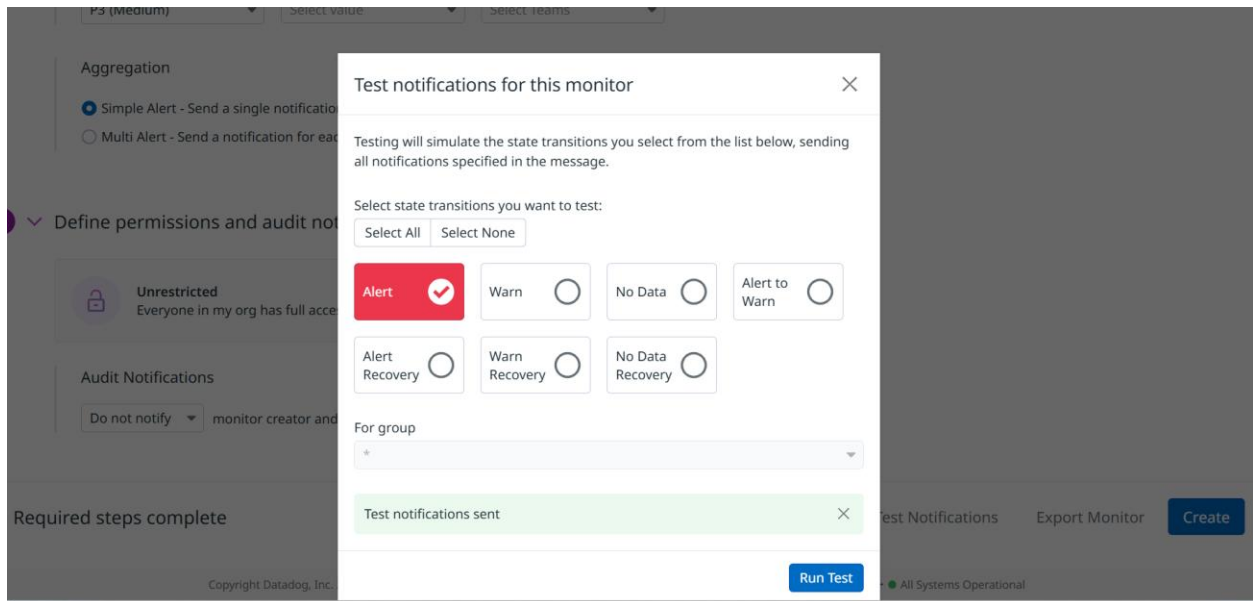 P3 (Medium) Select value Select Teams
Aggregation
Simple Alert - Send a single notificatio
Multi Alert - Send a notification for eac
Define permissions and audit not
Unrestricted
Everyone in my org has full acce
Audit Notifications
Do not notify monitor creator and
Test notifications for this monitor
Testing will simulate the state transitions you select from the list below, sending
all notifications specified in the message.
Select state transitions you want to test:
Select All Select None
Alert Warn No Data Alert to
Warn
Alert
Recovery Warn
Recovery No Data
Recovery
For group
*
Test notifications sent
Run Test
Required steps complete
est Notifications Export Monitor Create
Copyright Datadog, Inc. All Systems Operational